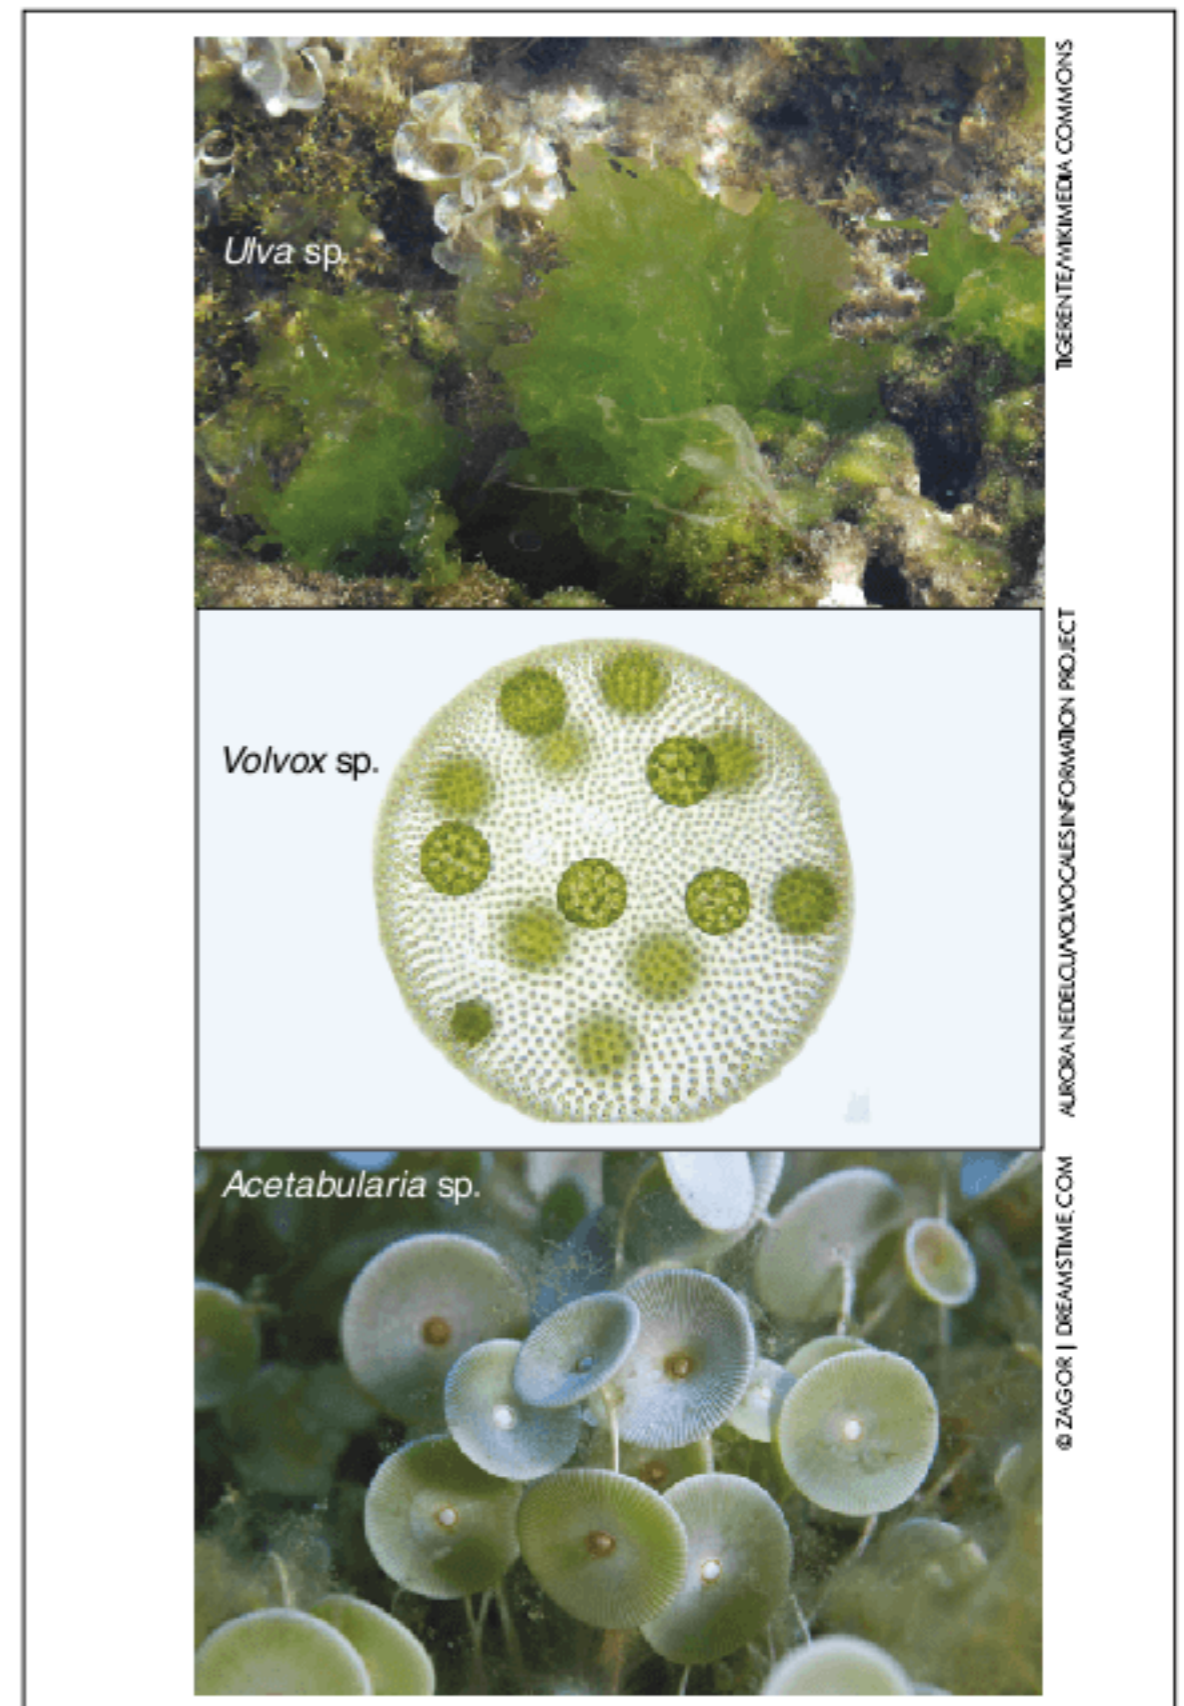 Ulva sp.
TIGERENTE/WIKIMEDIA COMMONS
Volvox sp.
AURORA NEDELCU/VOLVOCALES INFORMATION PROJECT
Acetabularia sp.
© ZAGOR | DREAMSTIME.COM